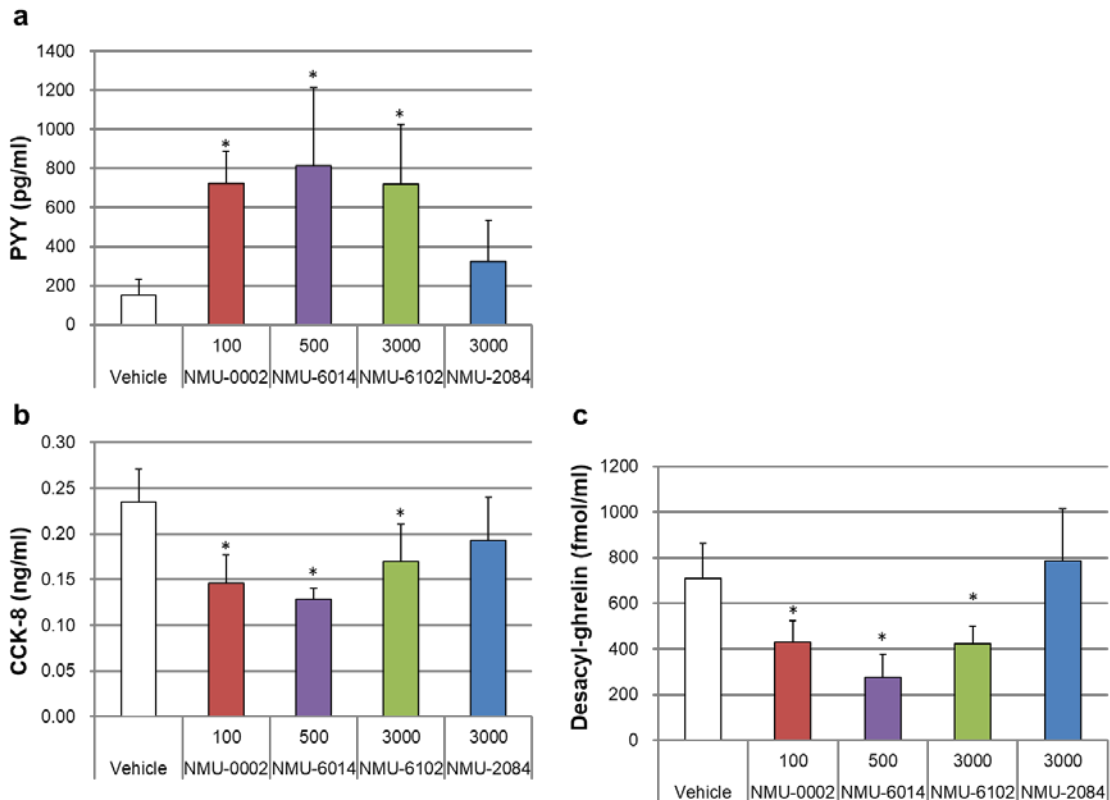 a
PYY (pg/ml)
1400
1200
1000
800
600
400
200
0
*
*
*
100 500 3000 3000
Vehicle NMU-0002 NMU-6014 NMU-6102 NMU-2084
b
CCK-8 (ng/ml)
0.30
0.25
0.20
0.15
0.10
0.05
0.00
*
*
*
100 500 3000 3000
Vehicle NMU-0002 NMU-6014 NMU-6102 NMU-2084
c
Desacyl-ghrelin (fmol/ml)
1200
1000
800
600
400
200
0
*
*
*
100 500 3000 3000
Vehicle NMU-0002 NMU-6014 NMU-6102 NMU-2084